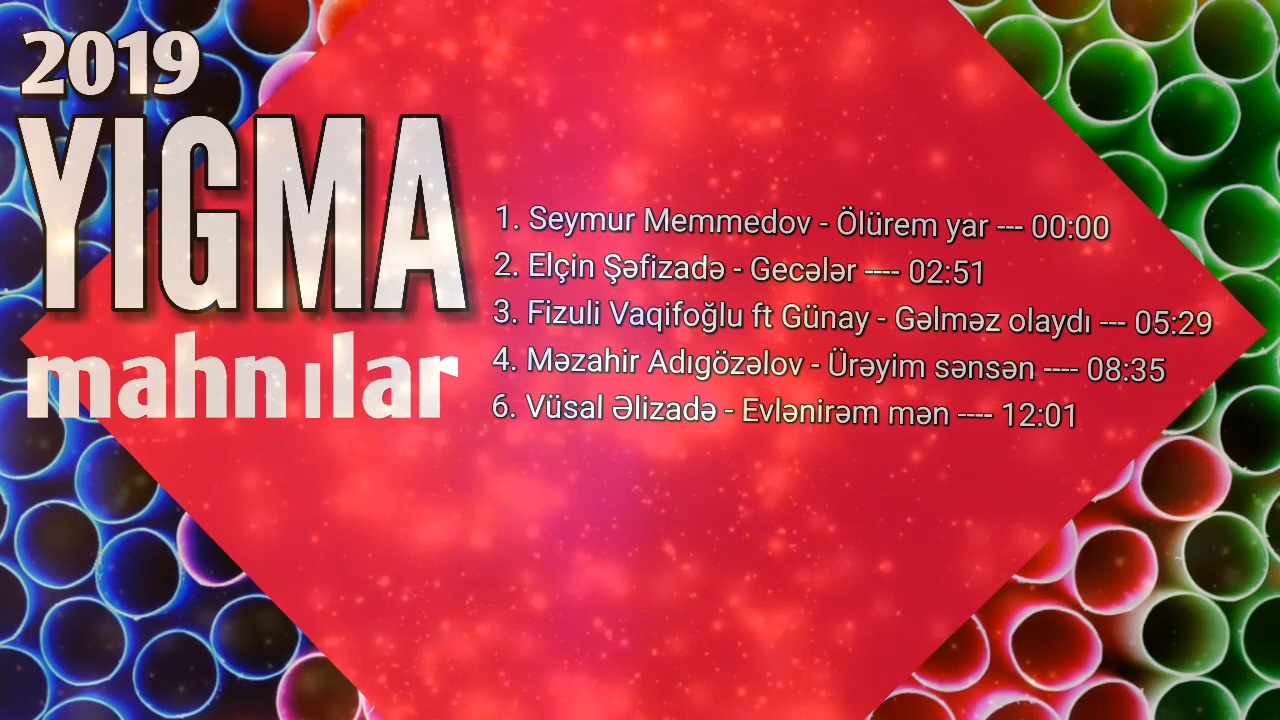 2019
YIGMA
mahnılar
1. Seymur Memmedov - Ölürem yar --- 00:00
2. Elçin Şəfizadə - Gecələr ---- 02:51
3. Fizuli Vaqifoğlu ft Günay - Gəlməz olaydı --- 05:29
4. Məzahir Adıgözəlov - Ürəyim sənsən ---- 08:35
6. Vüsal Əlizadə - Evlənirəm mən ---- 12:01